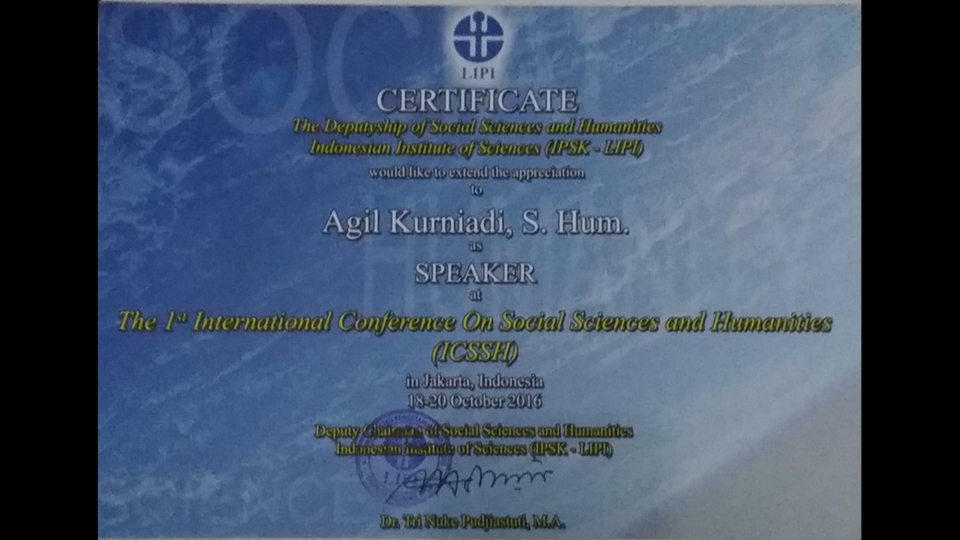 LIPI
CERTIFICATE
The Deputyship of Social Sciences and Humanities
Indonesian Institute of Sciences (IPSK - LIPI)
would like to extend the appreciation
to
Agil Kurniadi, S. Hum.
as
SPEAKER
at
The 1st International Conference On Social Sciences and Humanities
(ICSSH)
in Jakarta, Indonesia
18-20 October 2016
Deputy Chairman of Social Sciences and Humanities
Indonesian Institute of Sciences (IPSK - LIPI)
Dr. Tri Nuke Pudjiastuti, M.A.